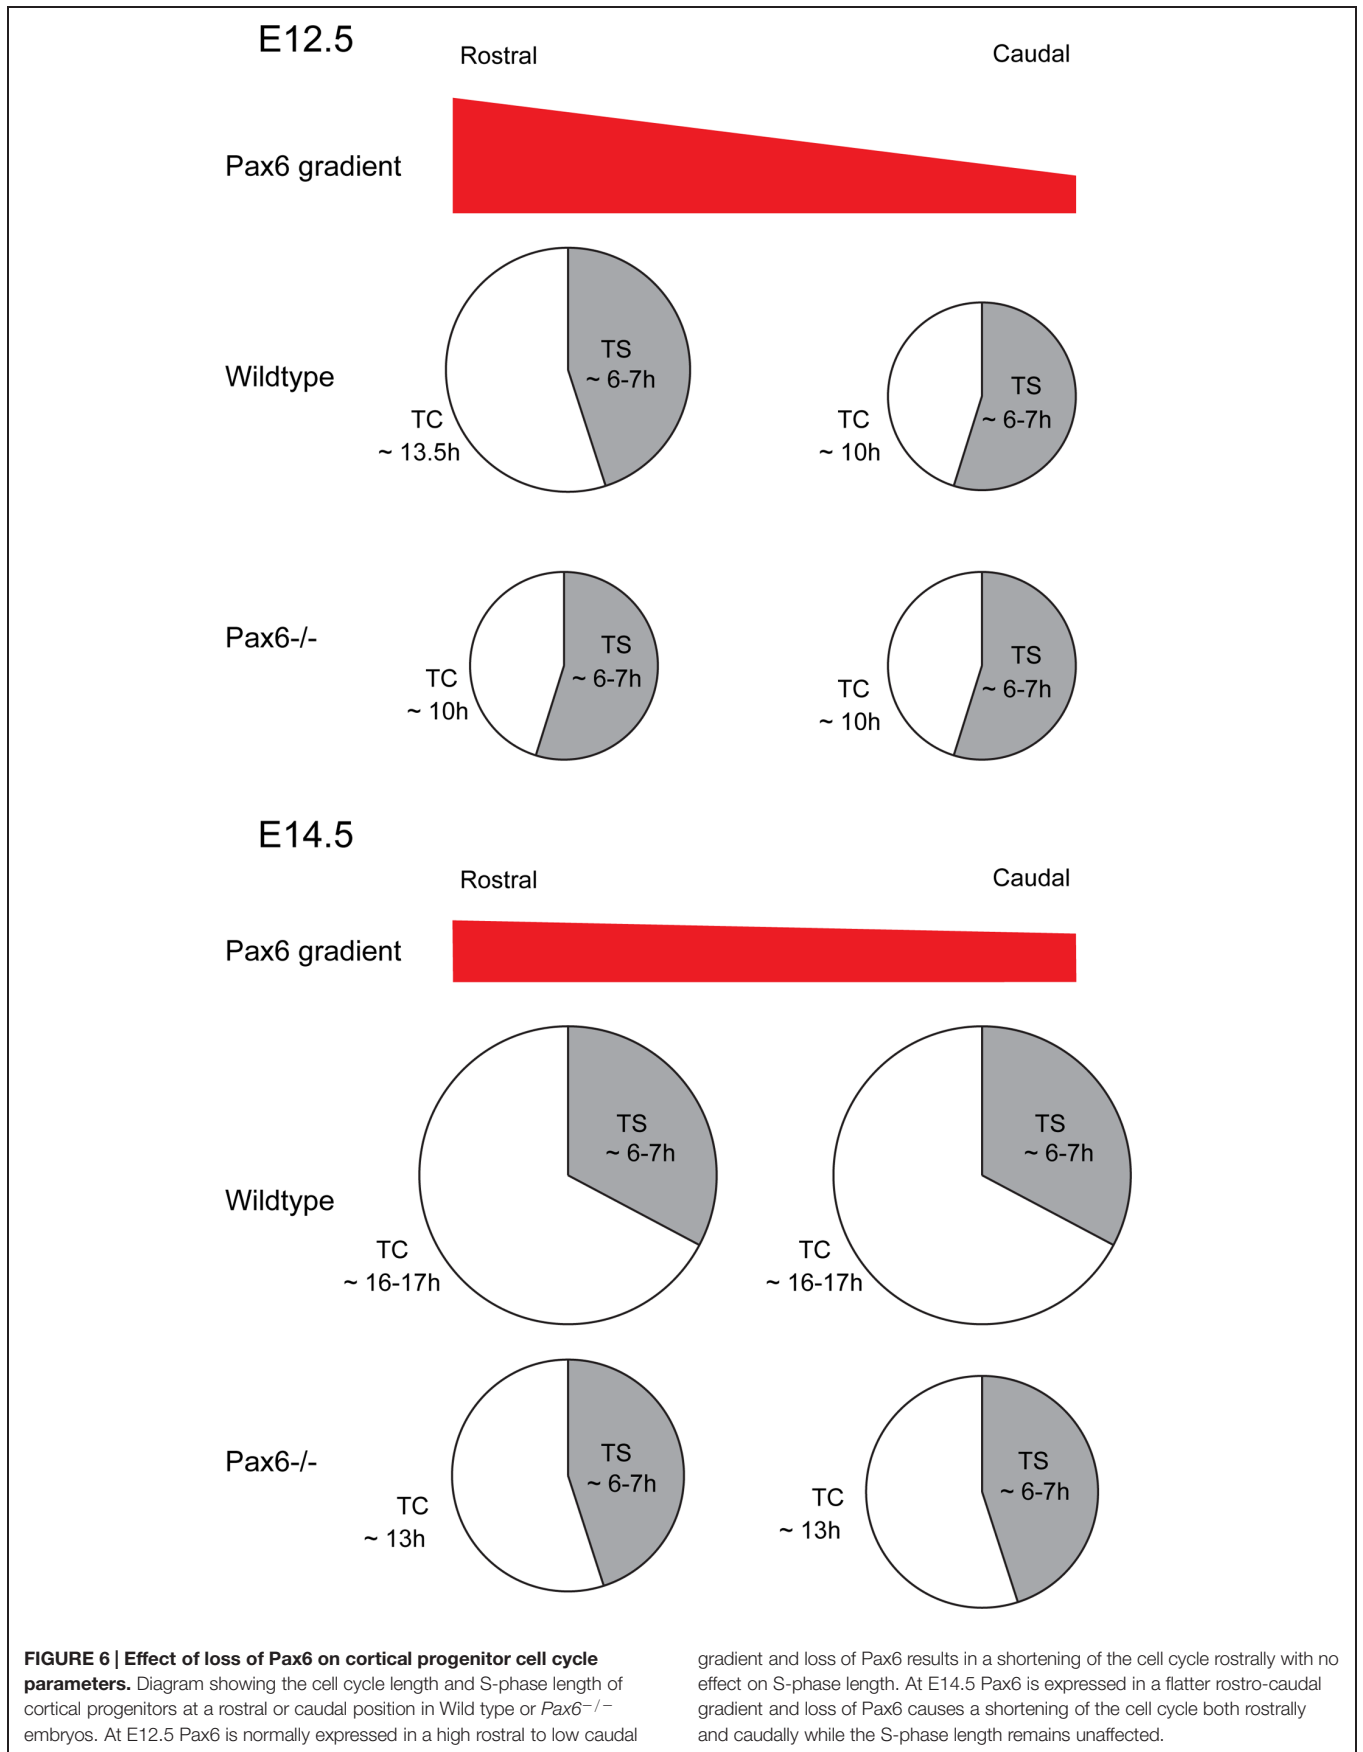 E12.5
Rostral
Caudal
Pax6 gradient
Wildtype
TS
~ 6-7h
TC
~ 13.5h
TS
~ 6-7h
TC
~ 10h
Pax6-/-
TS
~ 6-7h
TC
~ 10h
TS
~ 6-7h
TC
~ 10h
E14.5
Rostral
Caudal
Pax6 gradient
Wildtype
TS
~ 6-7h
TC
~ 16-17h
TS
~ 6-7h
TC
~ 16-17h
Pax6-/-
TS
~ 6-7h
TC
~ 13h
TS
~ 6-7h
TC
~ 13h
FIGURE 6 | Effect of loss of Pax6 on cortical progenitor cell cycle
parameters. Diagram showing the cell cycle length and S-phase length of
cortical progenitors at a rostral or caudal position in Wild type or Pax6−/−
embryos. At E12.5 Pax6 is normally expressed in a high rostral to low caudal
gradient and loss of Pax6 results in a shortening of the cell cycle rostrally with no
effect on S-phase length. At E14.5 Pax6 is expressed in a flatter rostro-caudal
gradient and loss of Pax6 causes a shortening of the cell cycle both rostrally
and caudally while the S-phase length remains unaffected.